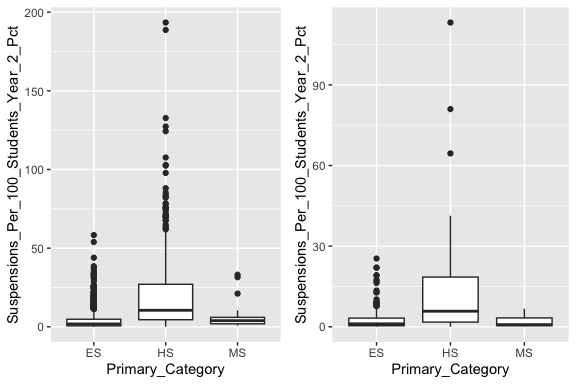 Suspensions_Per_100_Students_Year_2_Pct
200
150
100
50
0
ES HS MS
Primary_Category
Suspensions_Per_100_Students_Year_2_Pct
90
60
30
0
ES HS MS
Primary_Category